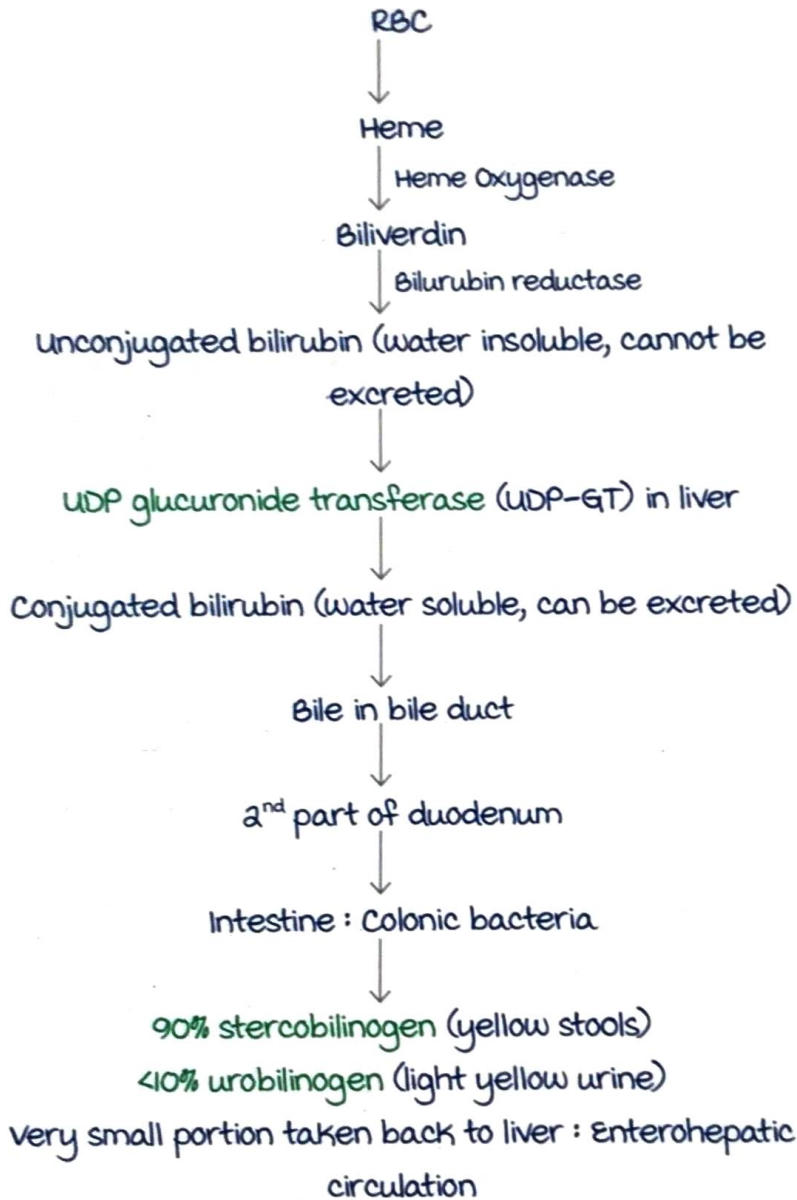 RBC
Heme
Heme Oxygenase
Biliverdin
Bilurubin reductase
unconjugated bilirubin (water insoluble, cannot be
excreted)
UDP glucuronide transferase (UDP-GT) in liver
Conjugated bilirubin (water soluble, can be excreted)
Bile in bile duct
2nd part of duodenum
Intestine : Colonic bacteria
90% stercobilinogen (yellow stools)
<10% urobilinogen (light yellow urine)
very small portion taken back to liver : Enterohepatic
circulation